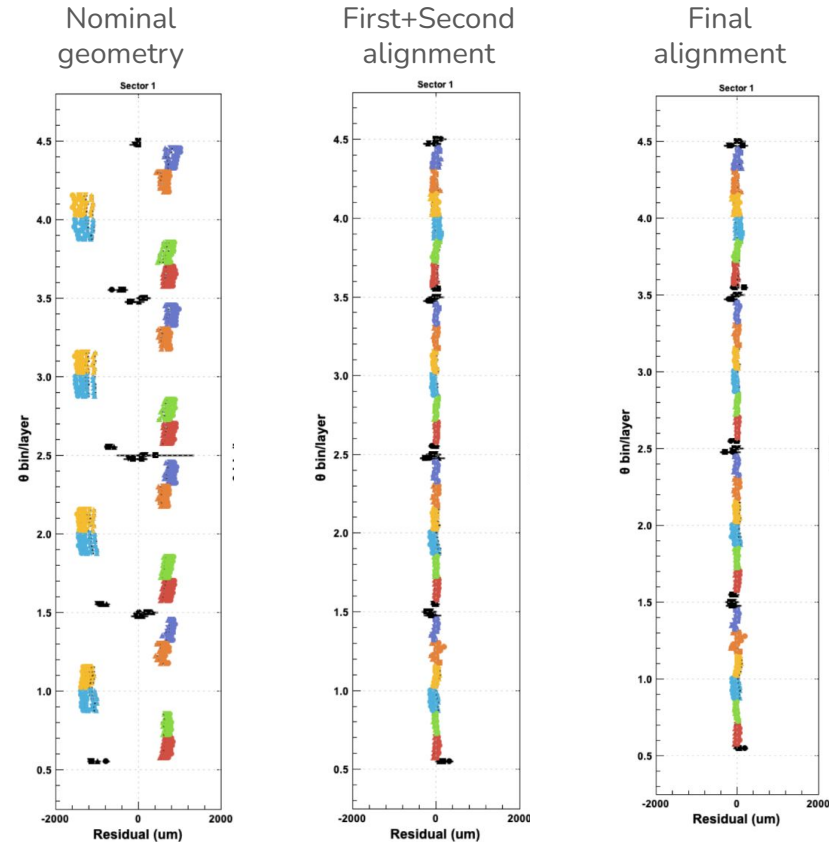 Nominal
geometry
First+Second
alignment
Final
alignment
Sector 1
4.5
4.0
3.5
3.0
2.5
2.0
1.5
1.0
0.5
θ bin/layer
-2000
0
2000
Residual (um)
Sector 1
4.5
4.0
3.5
3.0
2.5
2.0
1.5
1.0
0.5
θ bin/layer
-2000
0
2000
Residual (um)
Sector 1
4.5
4.0
3.5
3.0
2.5
2.0
1.5
1.0
0.5
θ bin/layer
-2000
0
2000
Residual (um)